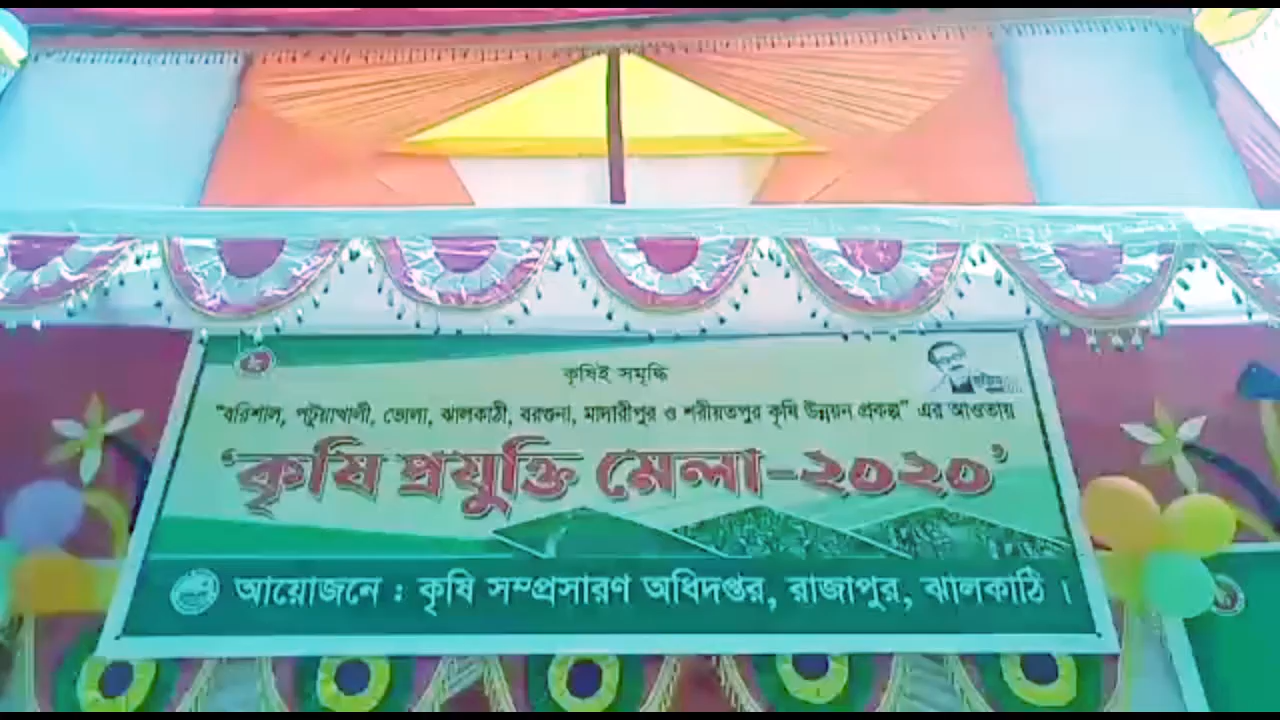 কৃষিই সমৃদ্ধি
“বরিশাল, পটুয়াখালী, ভোলা, ঝালকাঠী, বরগুনা, মাদারীপুর ও শরীয়তপুর কৃষি উন্নয়ন প্রকল্প” এর আওতায়
‘কৃষি প্রযুক্তি মেলা-২০২০’
আয়োজনে : কৃষি সম্প্রসারণ অধিদপ্তর, রাজাপুর, ঝালকাঠি ।